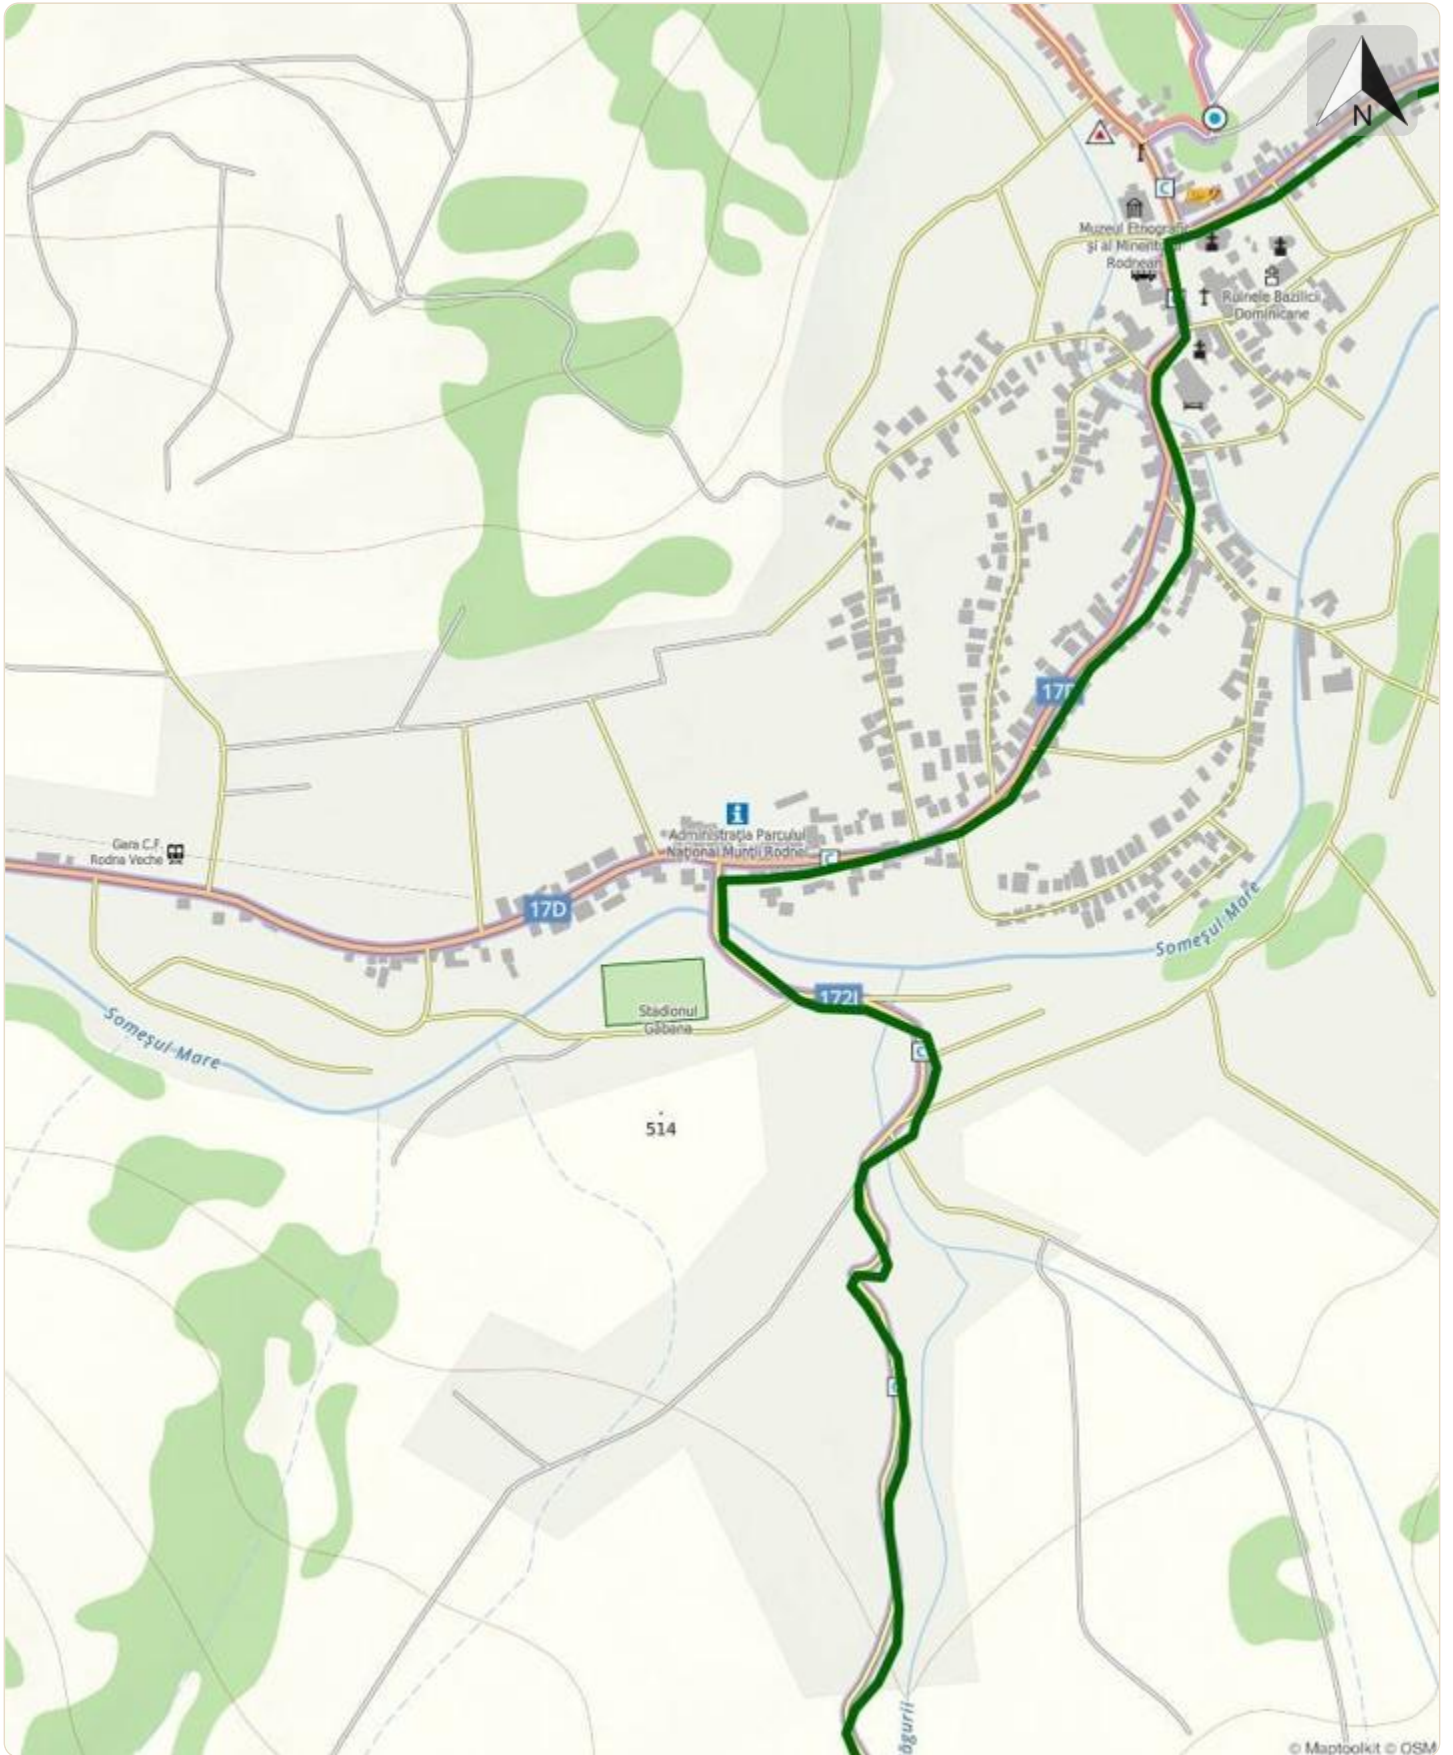 N
C
Muzeul Etnografic
și al Mineritului
Rodnean
Ruinele Bazilicii
Dominicane
17D
Administrația Parcului
Național Munții Rodnei
C
Gara C.F.
Rodna Veche
17D
Someșul Mare
172I
Stadionul
Găbana
Someșul Mare
C
514
© Maptoolkit © OSM